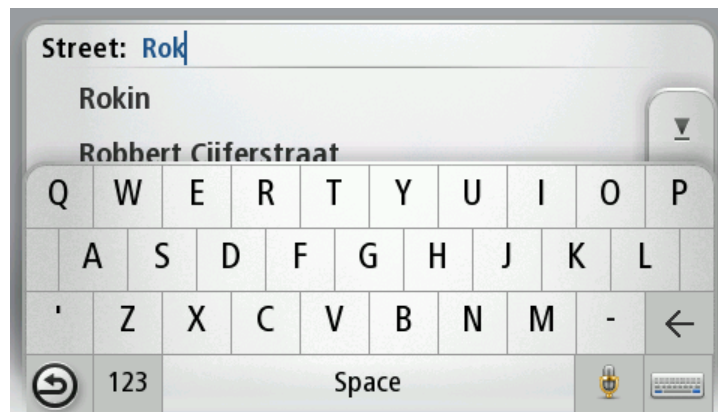 Street: Rok
Rokin
Robbert Cijferstraat
Q W E R T Y U I O P
A S D F G H J K L
' Z X C V B N M -
123 Space